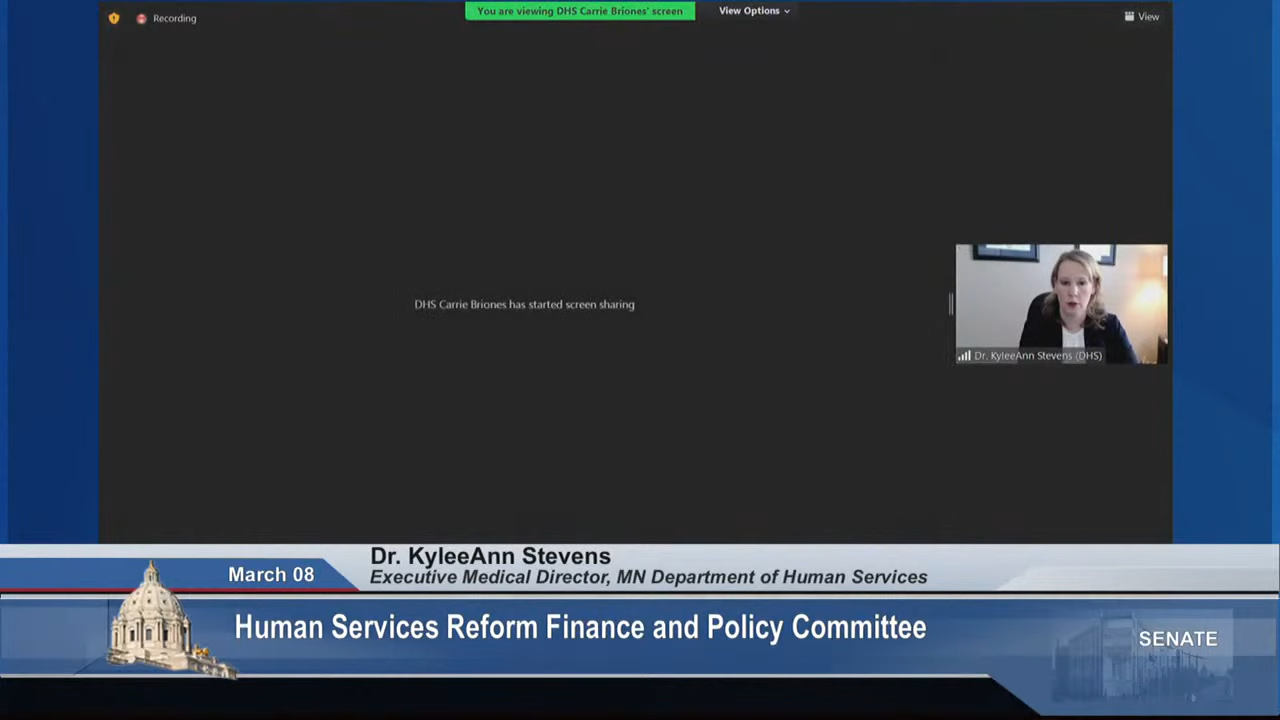 Recording
You are viewing DHS Carrie Briones' screen
View Options
View
DHS Carrie Briones has started screen sharing
Dr. KyleeAnn Stevens (DHS)
Dr. KyleeAnn Stevens
Executive Medical Director, MN Department of Human Services
March 08
Human Services Reform Finance and Policy Committee
SENATE